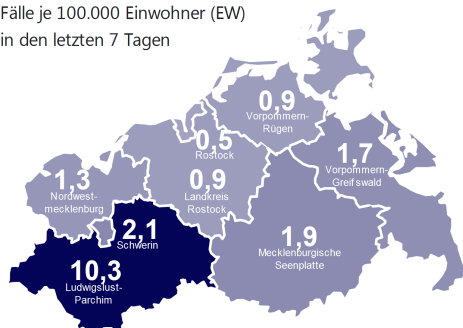 Fälle je 100.000 Einwohner (EW)
in den letzten 7 Tagen
0,9
Vorpommern-
Rügen
0,5
Rostock
1,7
Vorpommern-
Greifswald
1,3
Nordwest-
mecklenburg
0,9
Landkreis
Rostock
2,1
Schwerin
1,9
Mecklenburgische
Seenplatte
10,3
Ludwigslust-
Parchim